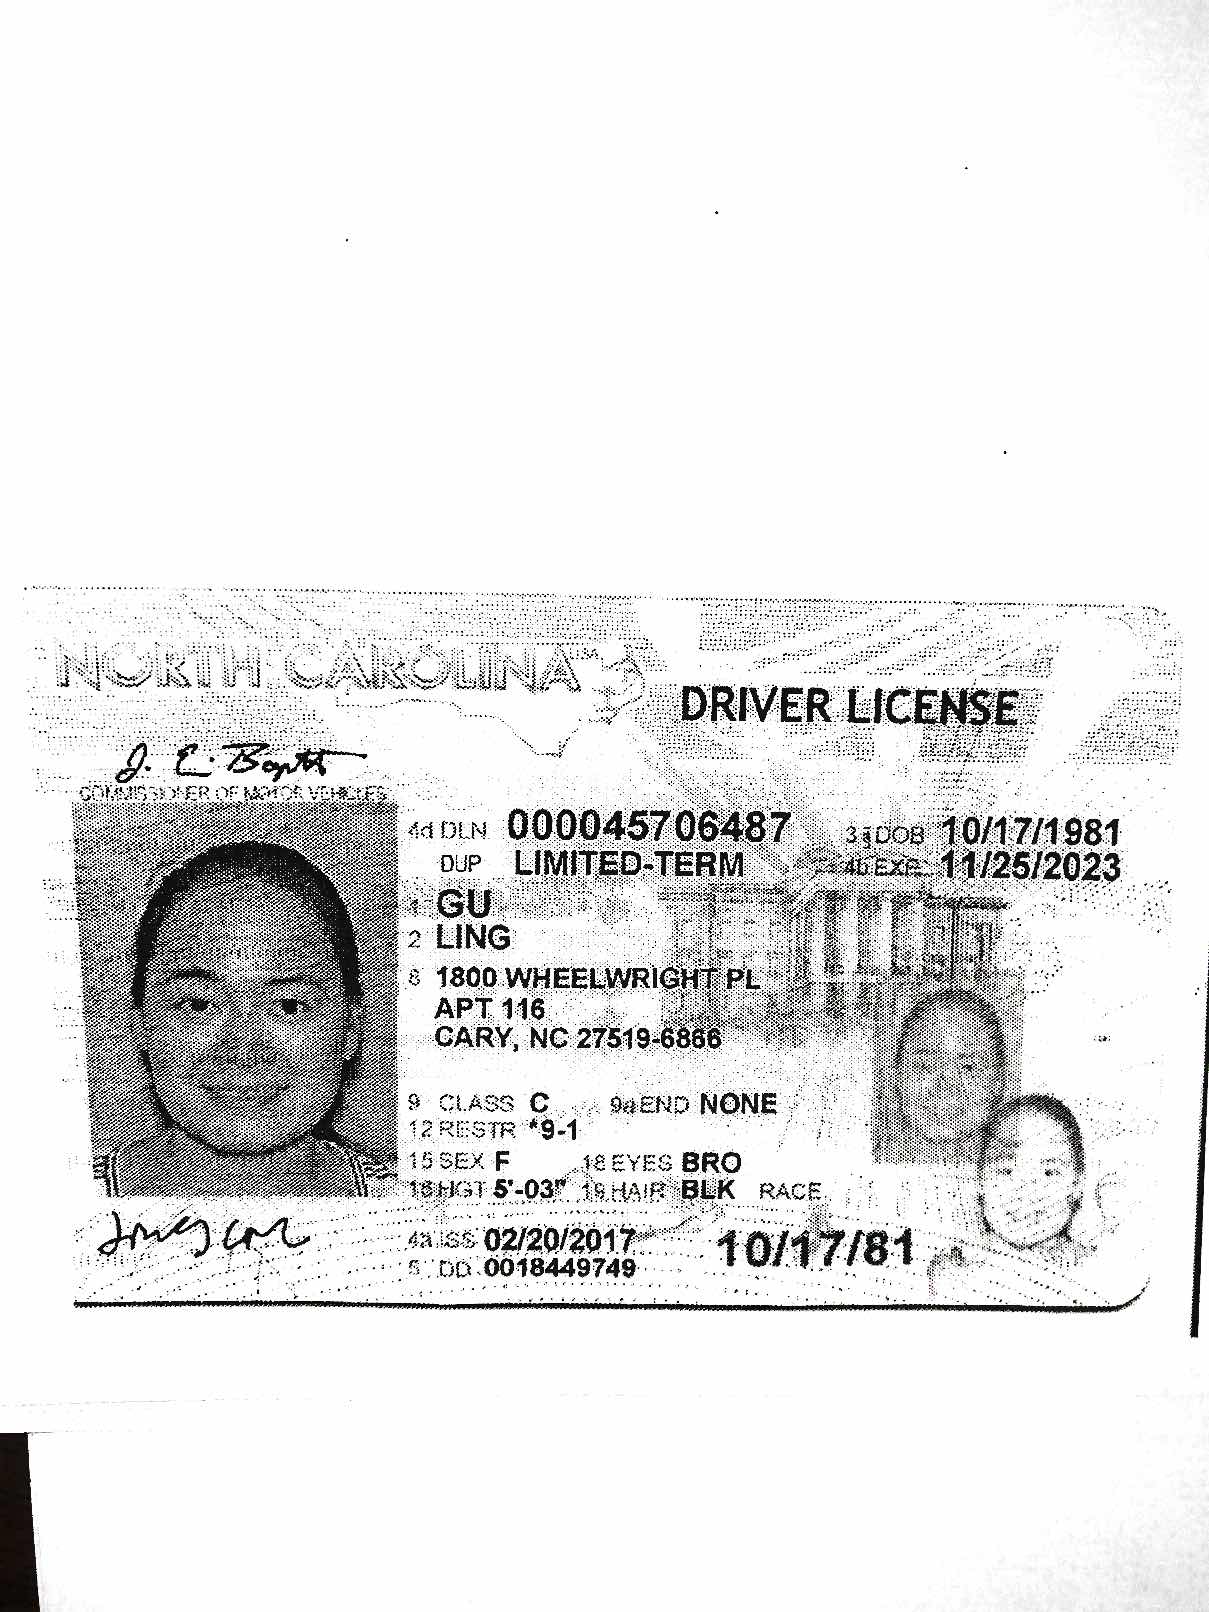 NORTH CAROLINA
DRIVER LICENSE
J. E.
COMMISSIONER OF MOTOR VEHICLES
4d DLN 000045706487 3 DOB 10/17/1981
DUP LIMITED-TERM 4b EXP 11/25/2023
1 GU
2 LING
8 1800 WHEELWRIGHT PL
APT 116
CARY, NC 27519-6866
9 CLASS C 9a END NONE
12 RESTR *9-1
15 SEX F 18 EYES BRO
16 HGT 5'-03" 19 HAIR BLK RACE
4a ISS 02/20/2017 10/17/81
5 DD 0018449749